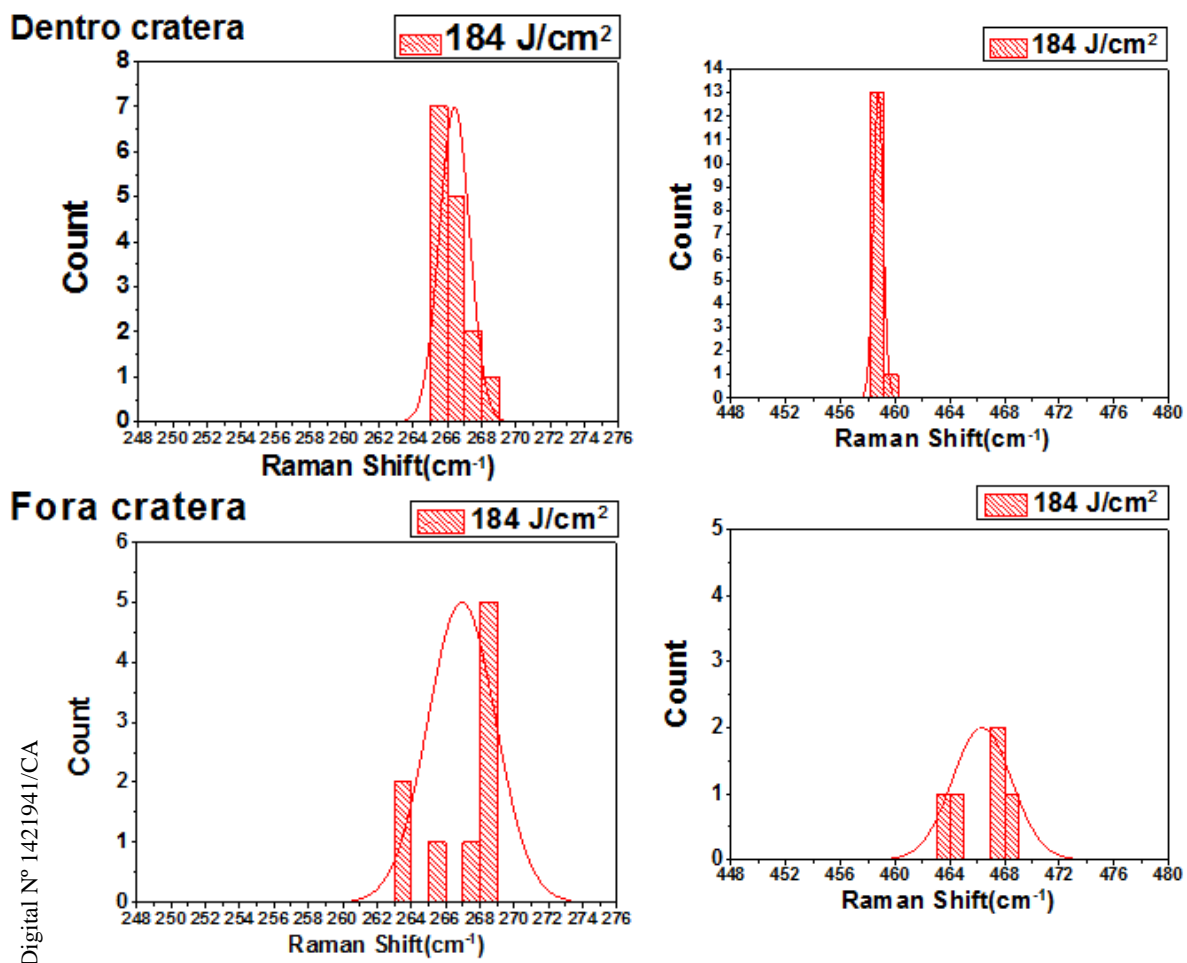 Dentro cratera
184 J/cm²
8
7
6
5
4
3
2
1
0
Count
248 250 252 254 256 258 260 262 264 266 268 270 272 274 276
Raman Shift(cm⁻¹)
184 J/cm²
14
13
12
11
10
9
8
7
6
5
4
3
2
1
0
Count
448 452 456 460 464 468 472 476 480
Raman Shift(cm⁻¹)
Fora cratera
184 J/cm²
6
5
4
3
2
1
0
Count
248 250 252 254 256 258 260 262 264 266 268 270 272 274 276
Raman Shift(cm⁻¹)
184 J/cm²
5
4
3
2
1
0
Count
448 452 456 460 464 468 472 476 480
Raman Shift(cm⁻¹)
Digital Nº 1421941/CA